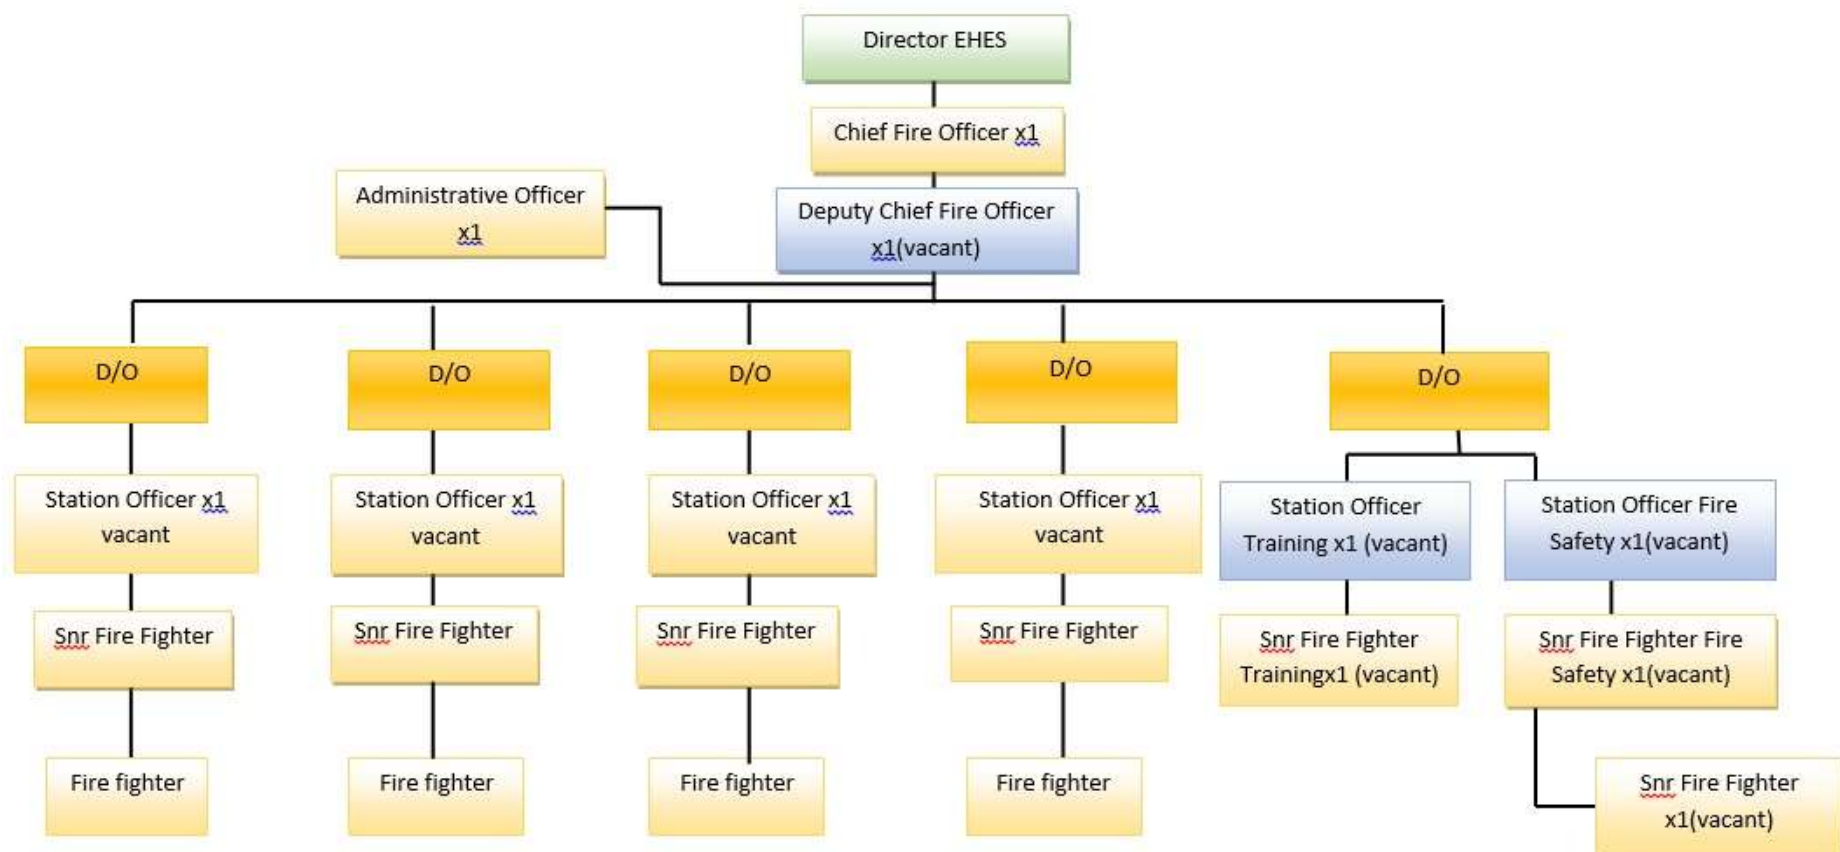 Director EHES
Chief Fire Officer x1
Administrative Officer
x1
Deputy Chief Fire Officer
x1(vacant)
D/O
D/O
D/O
D/O
D/O
Station Officer x1
vacant
Station Officer x1
vacant
Station Officer x1
vacant
Station Officer x1
vacant
Station Officer
Training x1 (vacant)
Station Officer Fire
Safety x1(vacant)
Snr Fire Fighter
Snr Fire Fighter
Snr Fire Fighter
Snr Fire Fighter
Snr Fire Fighter
Trainingx1 (vacant)
Snr Fire Fighter Fire
Safety x1(vacant)
Fire fighter
Fire fighter
Fire fighter
Fire fighter
Snr Fire Fighter
x1(vacant)